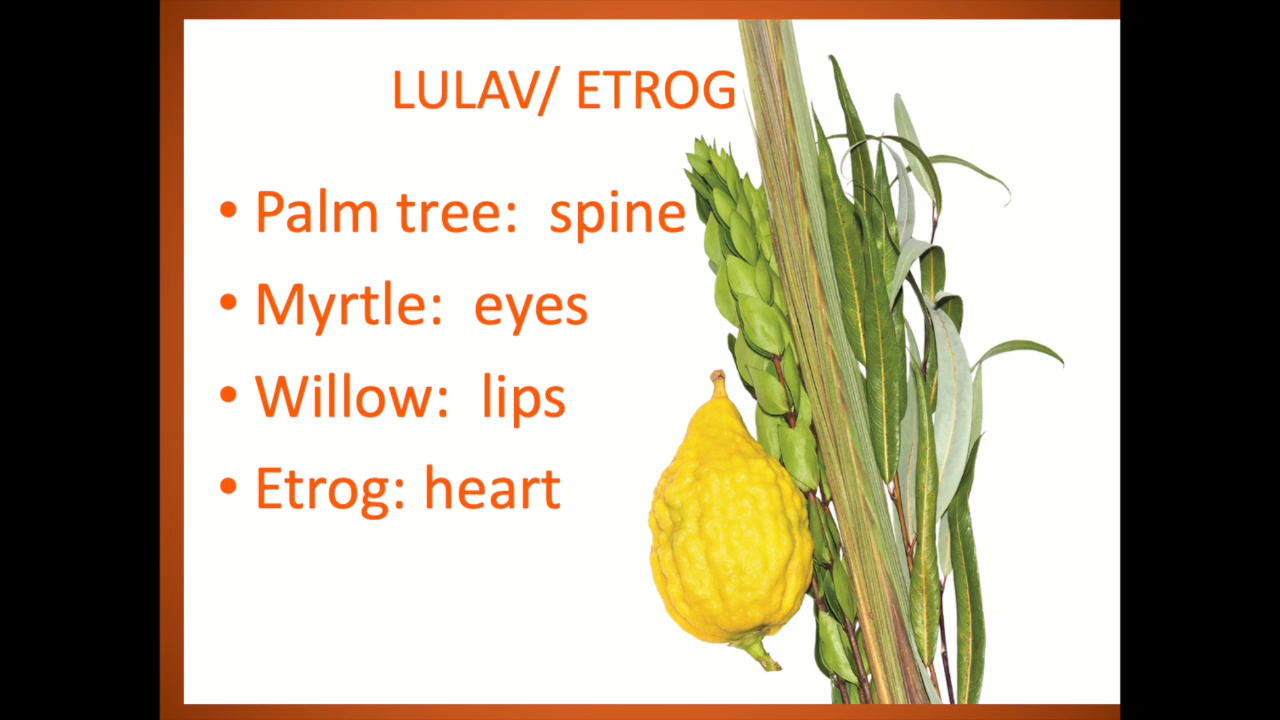 LULAV/ ETROG
• Palm tree:  spine
• Myrtle:  eyes
• Willow:  lips
• Etrog: heart